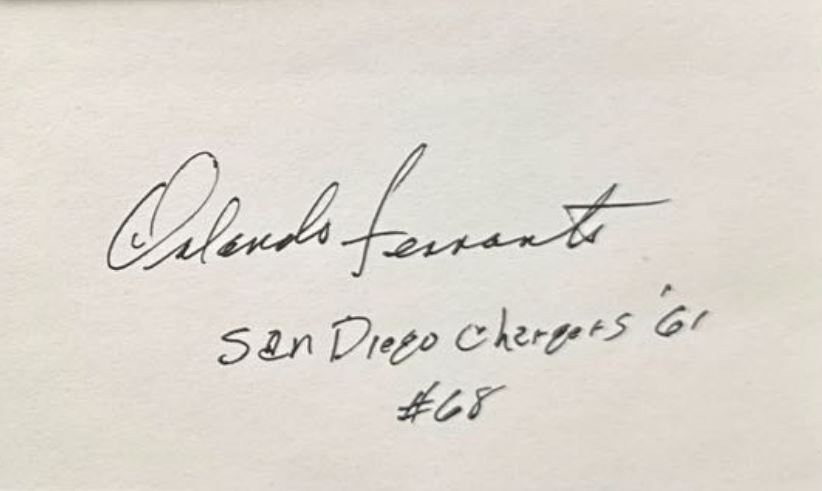 Orlando Ferrante
San Diego Chargers '61
#68